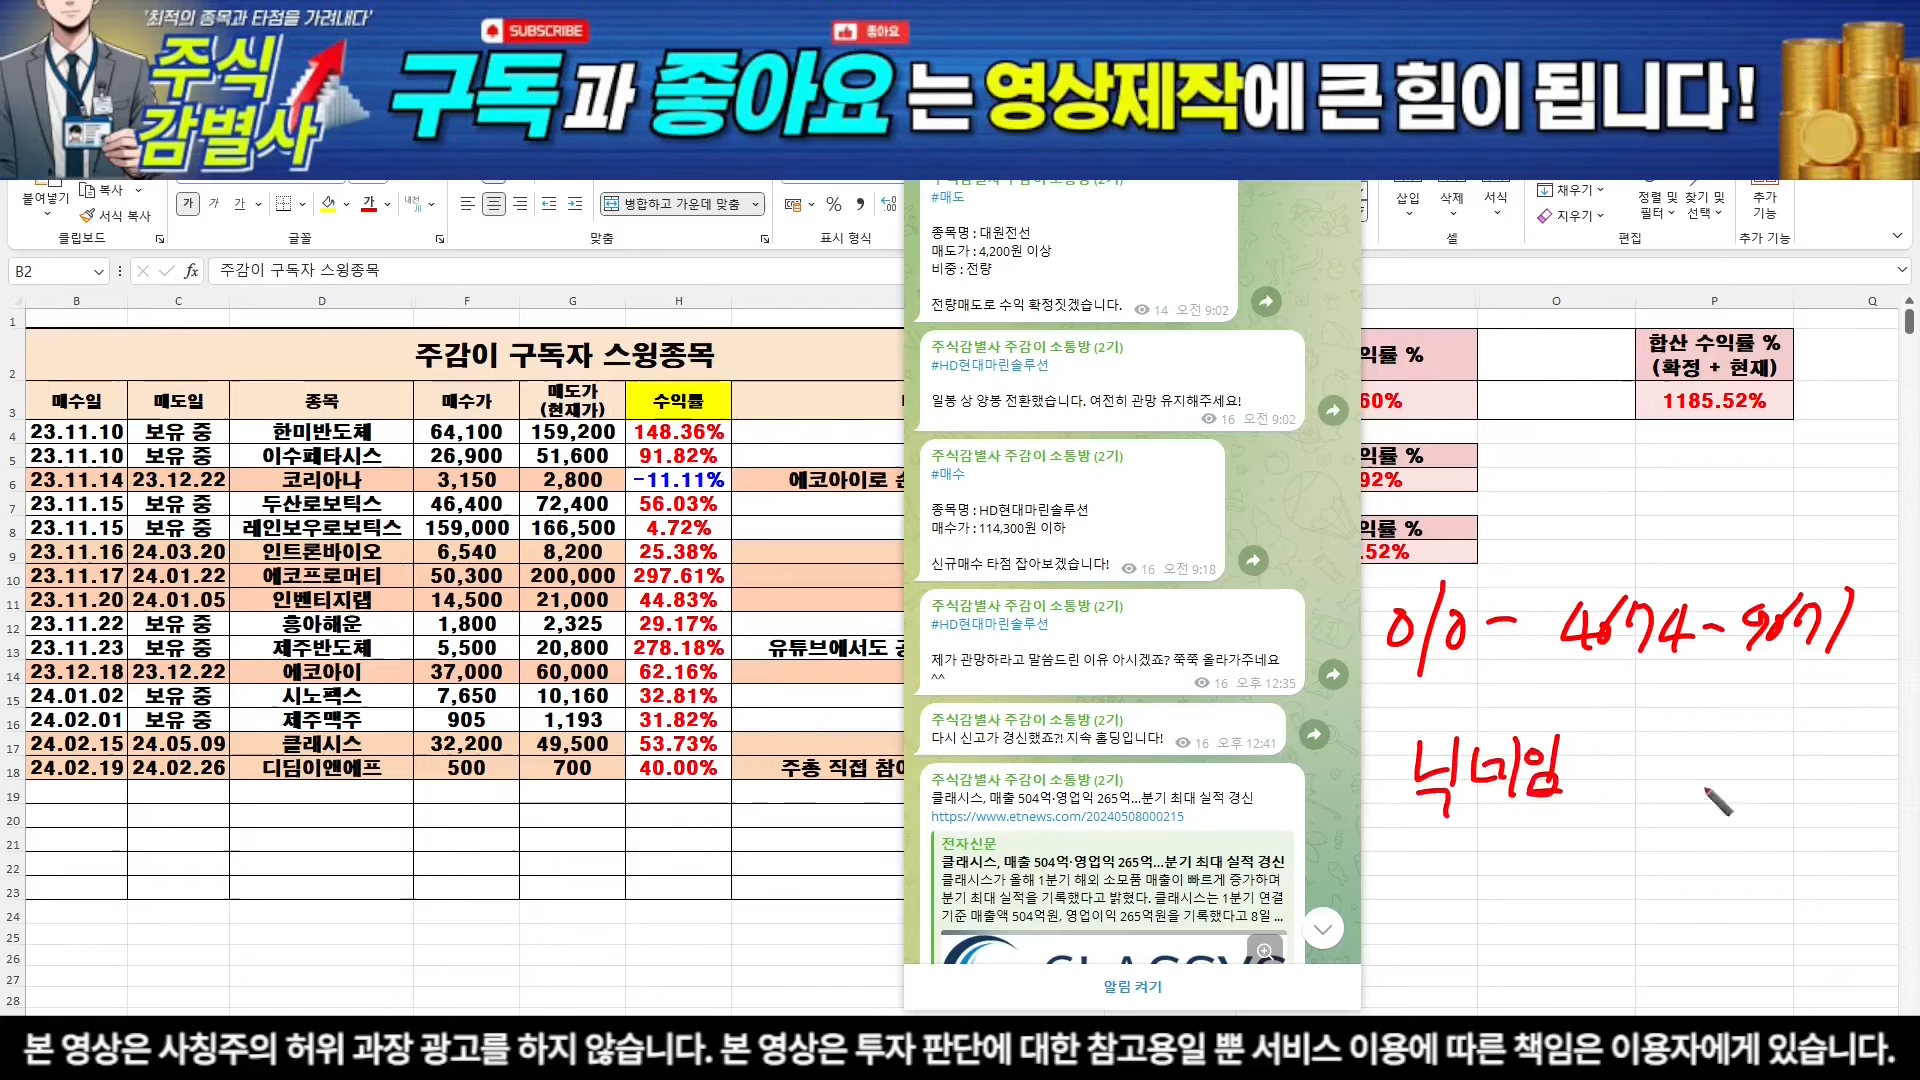 '최적의 종목과 타점을 가려내다'
주식
감별사
SUBSCRIBE
좋아요
구독과 좋아요는 영상제작에 큰 힘이 됩니다!
붙여넣기
복사
서식 복사
클립보드
가 가 가
글꼴
병합하고 가운데 맞춤
맞춤
표시 형식
삽입 삭제 서식
셀
채우기
지우기
정렬 및 필터
찾기 및 선택
편집
추가 기능
추가 기능
B2
주감이 구독자 스윙종목
B C D F G H O P Q
주감이 구독자 스윙종목
매수일 매도일 종목 매수가 매도가 (현재가) 수익률
23.11.10 보유 중 한미반도체 64,100 159,200 148.36%
23.11.10 보유 중 이수페타시스 26,900 51,600 91.82%
23.11.14 23.12.22 코리아나 3,150 2,800 -11.11% 에코아이로
23.11.15 보유 중 두산로보틱스 46,400 72,400 56.03%
23.11.15 보유 중 레인보우로보틱스 159,000 166,500 4.72%
23.11.16 24.03.20 인트론바이오 6,540 8,200 25.38%
23.11.17 24.01.22 에코프로머티 50,300 200,000 297.61%
23.11.20 24.01.05 인벤티지랩 14,500 21,000 44.83%
23.11.22 보유 중 흥아해운 1,800 2,325 29.17%
23.11.23 보유 중 제주반도체 5,500 20,800 278.18% 유튜브에서도
23.12.18 23.12.22 에코아이 37,000 60,000 62.16%
24.01.02 보유 중 시노펙스 7,650 10,160 32.81%
24.02.01 보유 중 제주맥주 905 1,193 31.82%
24.02.15 24.05.09 클래시스 32,200 49,500 53.73%
24.02.19 24.02.26 디딤이앤에프 500 700 40.00% 주총 직접
#매도
종목명 : 대원전선
매도가 : 4,200원 이상
비중 : 전량
전량매도로 수익 확정짓겠습니다. 14 오전 9:02
주식감별사 주감이 소통방 (2기)
#HD현대마린솔루션
일봉 상 양봉 전환했습니다. 여전히 관망 유지해주세요!
16 오전 9:02
주식감별사 주감이 소통방 (2기)
#매수
종목명 : HD현대마린솔루션
매수가 : 114,300원 이하
신규매수 타점 잡아보겠습니다! 16 오전 9:18
주식감별사 주감이 소통방 (2기)
#HD현대마린솔루션
제가 관망하라고 말씀드린 이유 아시겠죠? 쭉쭉 올라가주네요
^^ 16 오후 12:35
주식감별사 주감이 소통방 (2기)
다시 신고가 경신했죠?! 지속 홀딩입니다! 16 오후 12:41
주식감별사 주감이 소통방 (2기)
클래시스, 매출 504억·영업익 265억...분기 최대 실적 경신
https://www.etnews.com/20240508000215
전자신문
클래시스, 매출 504억·영업익 265억...분기 최대 실적 경신
클래시스가 올해 1분기 해외 소모품 매출이 빠르게 증가하며
분기 최대 실적을 기록했다고 밝혔다. 클래시스는 1분기 연결
기준 매출액 504억원, 영업이익 265억원을 기록했다고 8일 ...
알림 켜기
익률 %
60%
합산 수익률 %
(확정 + 현재)
1185.52%
익률 %
92%
익률 %
.52%
010-4674-9671
닉네임
본 영상은 사칭주의 허위 과장 광고를 하지 않습니다. 본 영상은 투자 판단에 대한 참고용일 뿐 서비스 이용에 따른 책임은 이용자에게 있습니다.